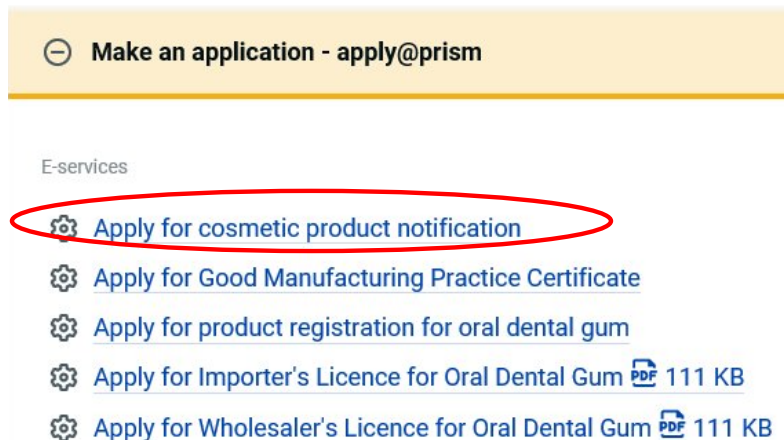 Make an application - apply@prism
E-services
Apply for cosmetic product notification
Apply for Good Manufacturing Practice Certificate
Apply for product registration for oral dental gum
Apply for Importer's Licence for Oral Dental Gum PDF 111 KB
Apply for Wholesaler's Licence for Oral Dental Gum PDF 111 KB